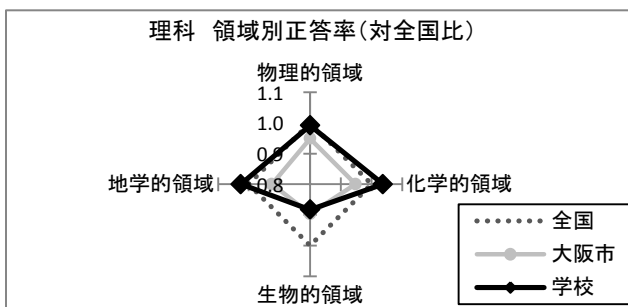 理科 領域別正答率(対全国比)
物理的領域
1.1
1.0
0.9
0.8
地学的領域
化学的領域
生物的領域
全国
大阪市
学校